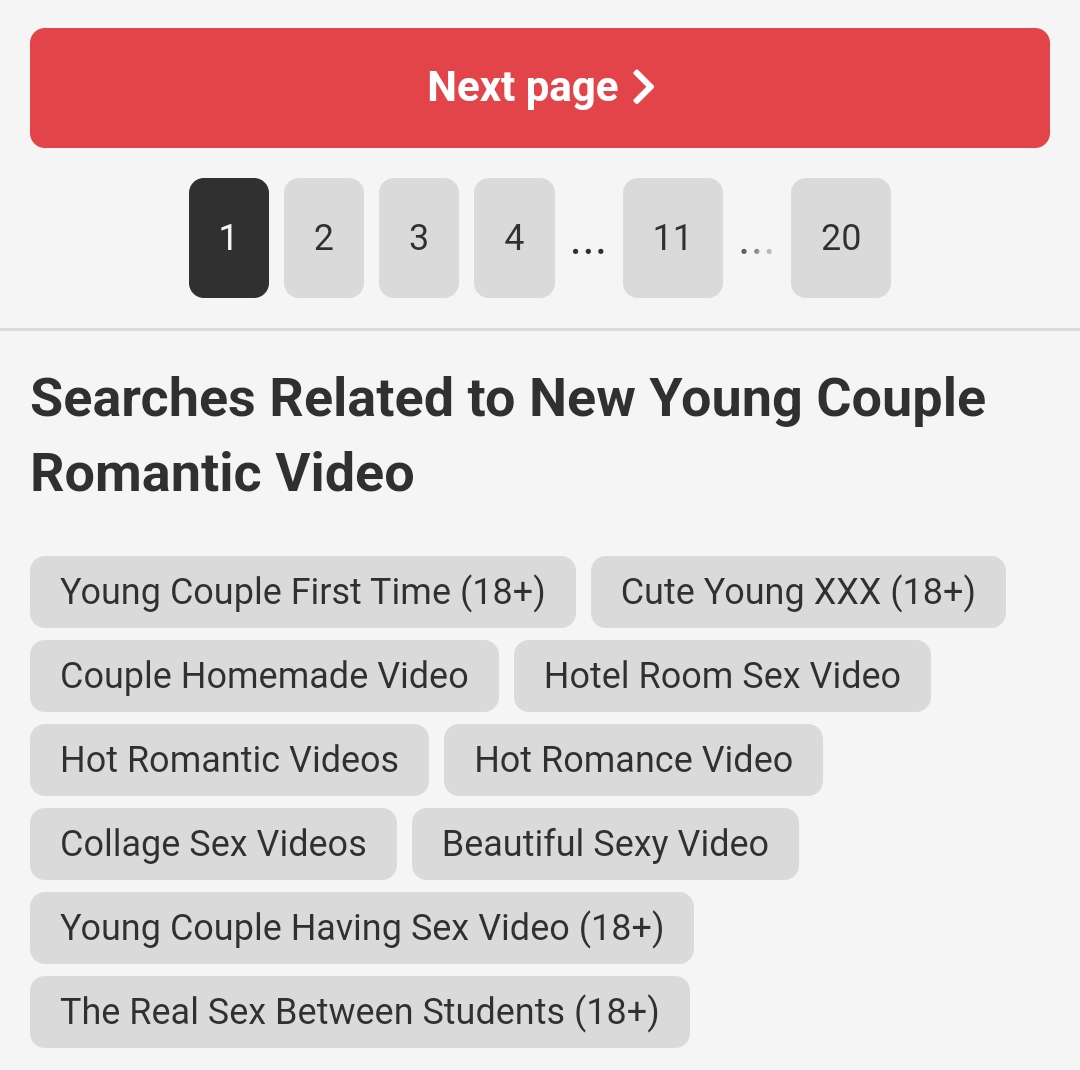 Next page
1 2 3 4 ... 11 ... 20
Searches Related to New Young Couple
Romantic Video
Young Couple First Time (18+) Cute Young XXX (18+)
Couple Homemade Video Hotel Room Sex Video
Hot Romantic Videos Hot Romance Video
Collage Sex Videos Beautiful Sexy Video
Young Couple Having Sex Video (18+)
The Real Sex Between Students (18+)